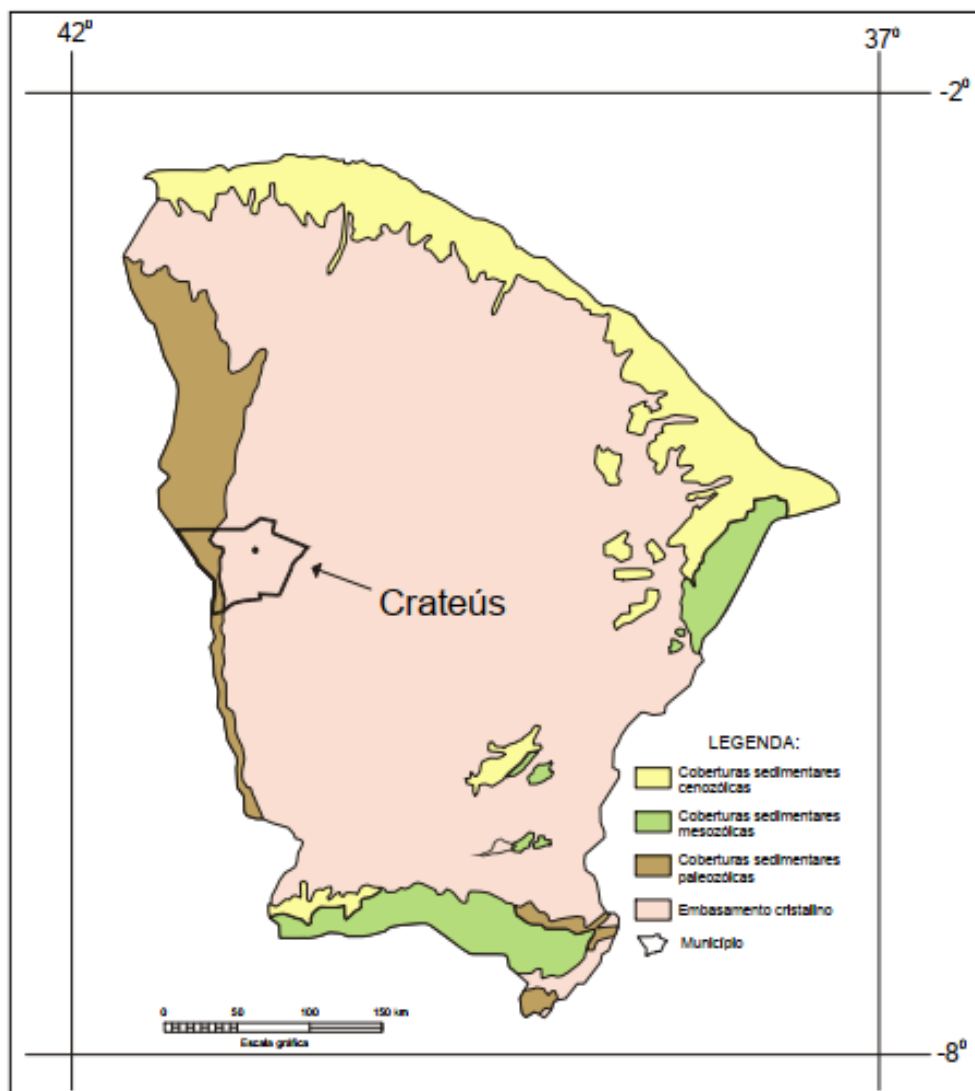 42º
37º
-2º
Crateús
LEGENDA:
Coberturas sedimentares
cenozóicas
Coberturas sedimentares
mesozóicas
Coberturas sedimentares
paleozóicas
Embasamento cristalino
Município
0 50 100 150 km
Escala gráfica
-8º